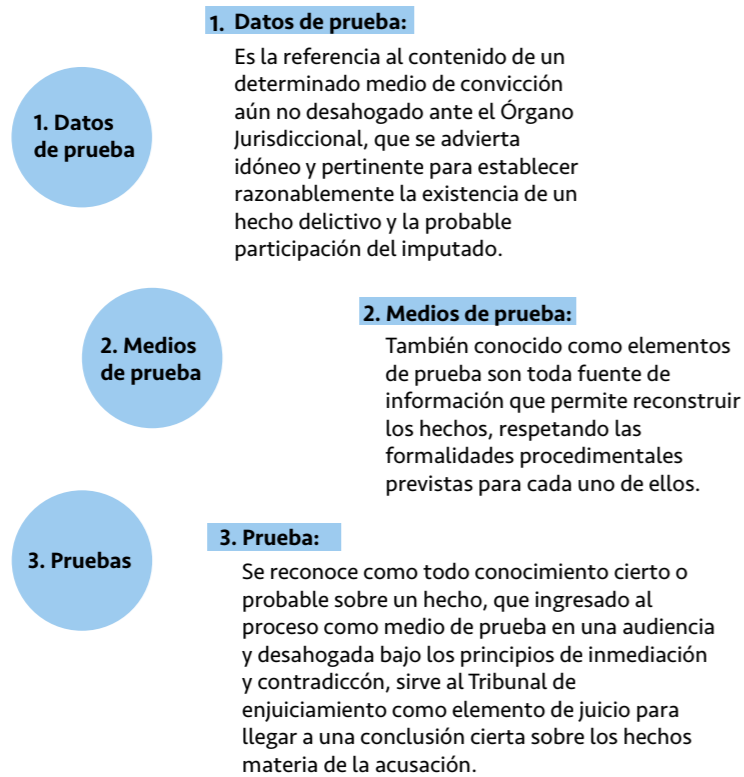 1. Datos de prueba:
Es la referencia al contenido de un
determinado medio de convicción
aún no desahogado ante el Órgano
Jurisdiccional, que se advierta
idóneo y pertinente para establecer
razonablemente la existencia de un
hecho delictivo y la probable
participación del imputado.
1. Datos
de prueba
2. Medios de prueba:
También conocido como elementos
de prueba son toda fuente de
información que permite reconstruir
los hechos, respetando las
formalidades procedimentales
previstas para cada uno de ellos.
2. Medios
de prueba
3. Prueba:
Se reconoce como todo conocimiento cierto o
probable sobre un hecho, que ingresado al
proceso como medio de prueba en una audiencia
y desahogada bajo los principios de inmediación
y contradiccón, sirve al Tribunal de
enjuiciamiento como elemento de juicio para
llegar a una conclusión cierta sobre los hechos
materia de la acusación.
3. Pruebas